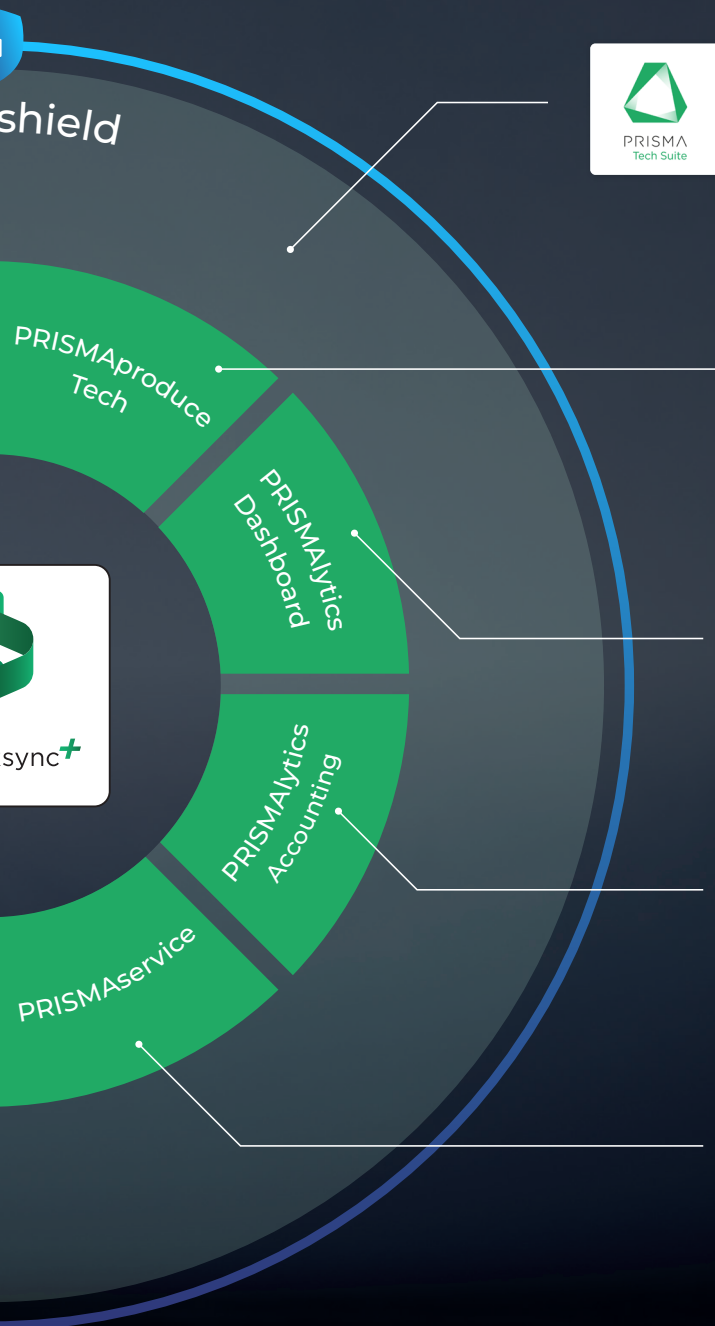 shield
PRISMA
Tech Suite
PRISMAproduce
Tech
PRISMAlytics
Dashboard
sync+
PRISMAlytics
Accounting
PRISMAservice